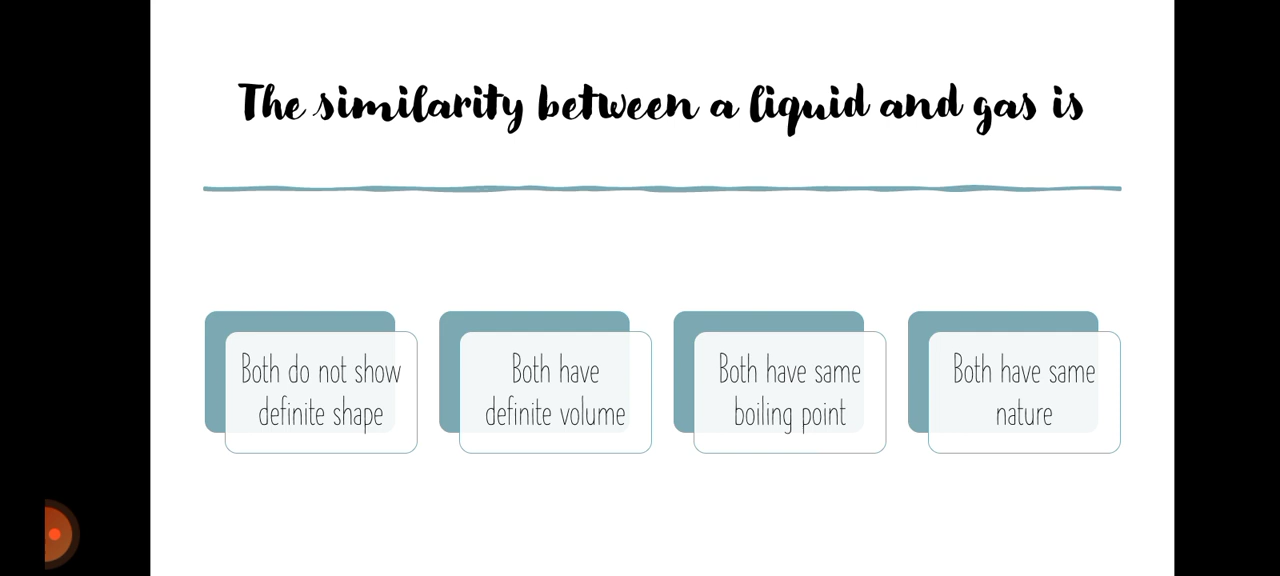 The similarity between a liquid and gas is
Both do not show
definite shape
Both have
definite volume
Both have same
boiling point
Both have same
nature